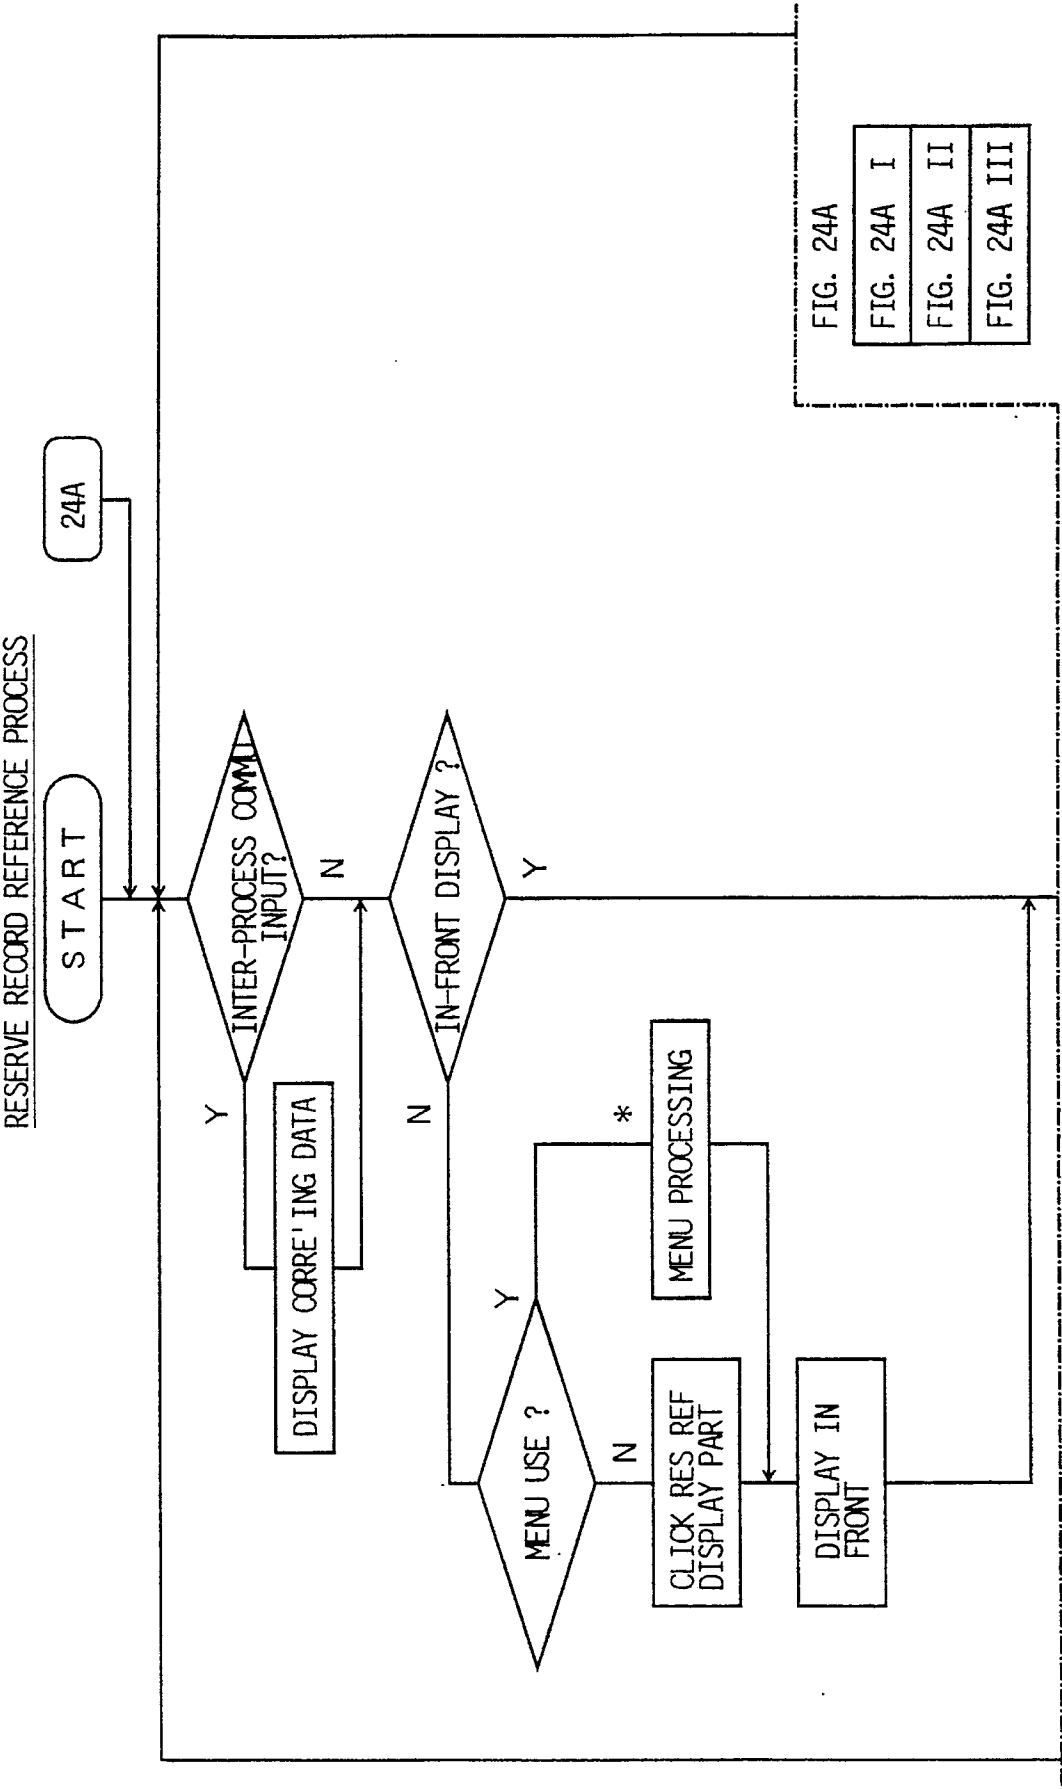 RESERVE RECORD REFERENCE PROCESS
START
24A
INTER-PROCESS COMMU
INPUT?
Y
N
DISPLAY CORRE'ING DATA
IN-FRONT DISPLAY ?
N
Y
MENU USE ?
Y
N
*
MENU PROCESSING
CLICK RES REF
DISPLAY PART
DISPLAY IN
FRONT
FIG. 24A
FIG. 24A I
FIG. 24A II
FIG. 24A III